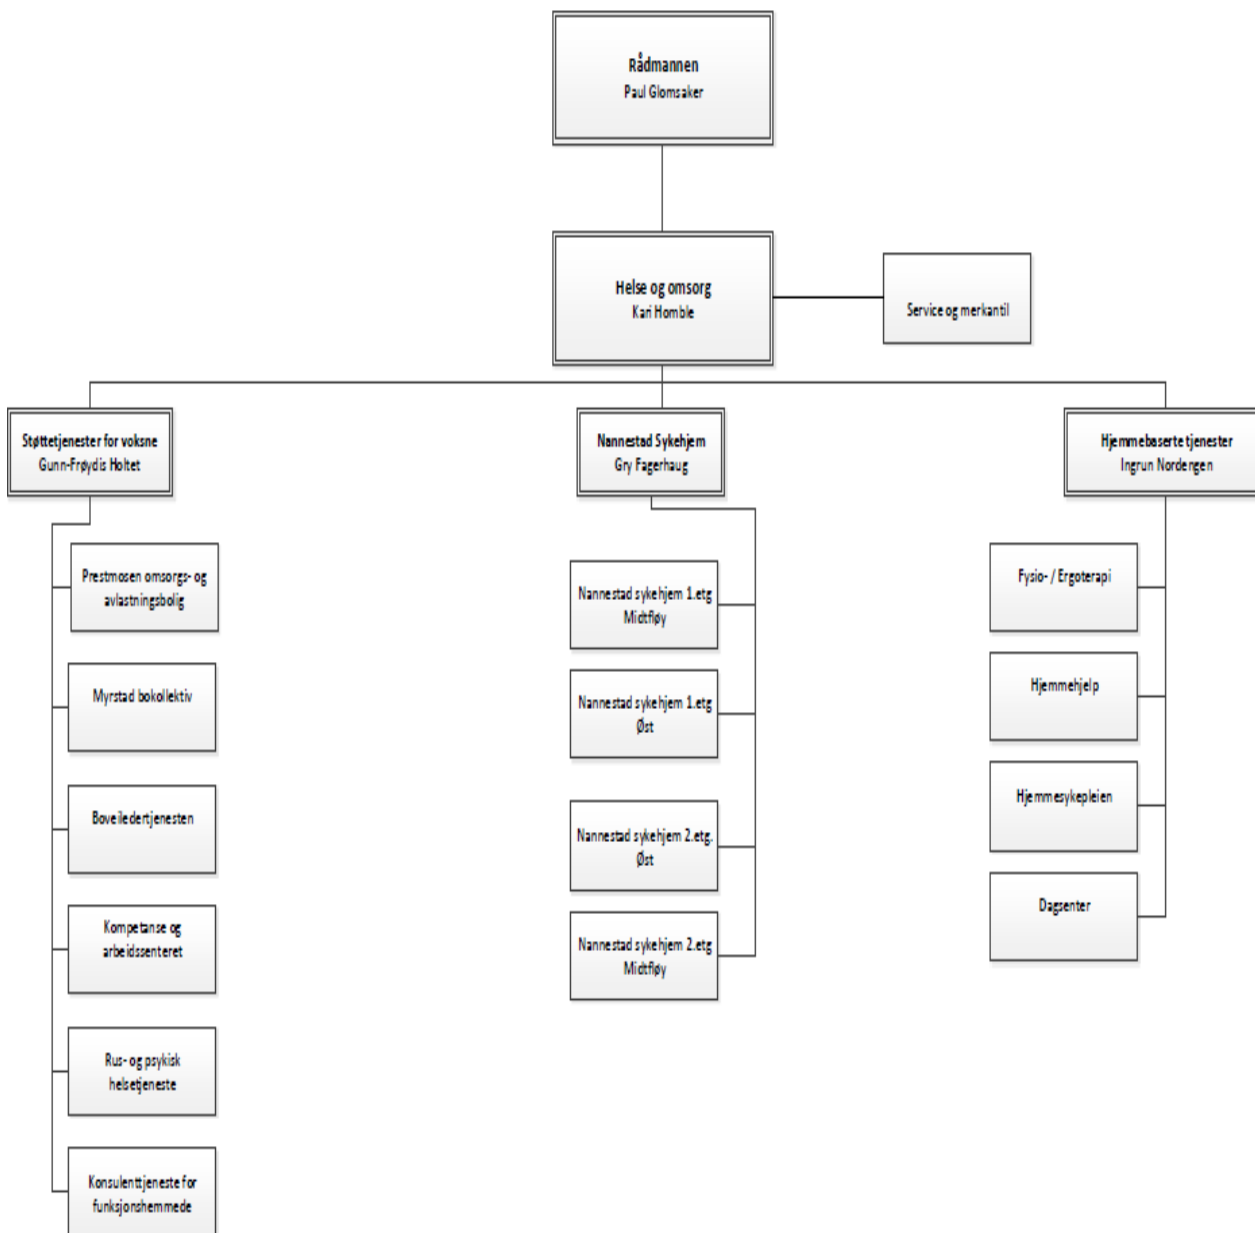 Rådmannen
Paul Glomsaker
Helse og omsorg
Kari Homble
Service og merkantil
Støttetjenester for voksne
Gunn-Frøydis Holtet
Nannestad Sykehjem
Gry Fagerhaug
Hjemmebaserte tjenester
Ingrun Nordengen
Prestmosen omsorgs- og
avlastningsbolig
Myrstad bokollektiv
Boveiledertjenesten
Kompetanse og
arbeidssenteret
Rus- og psykisk
helsetjeneste
Konsulenttjeneste for
funksjonshemmede
Nannestad sykehjem 1.etg
Midtfløy
Nannestad sykehjem 1.etg
Øst
Nannestad sykehjem 2.etg.
Øst
Nannestad sykehjem 2.etg
Midtfløy
Fysio- / Ergoterapi
Hjemmehjelp
Hjemmesykepleien
Dagsenter